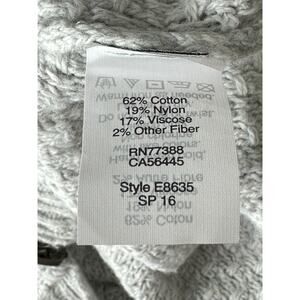 62% Cotton
19% Nylon
17% Viscose
2% Other Fiber
RN77388
CA56445
Style E8635
SP 16